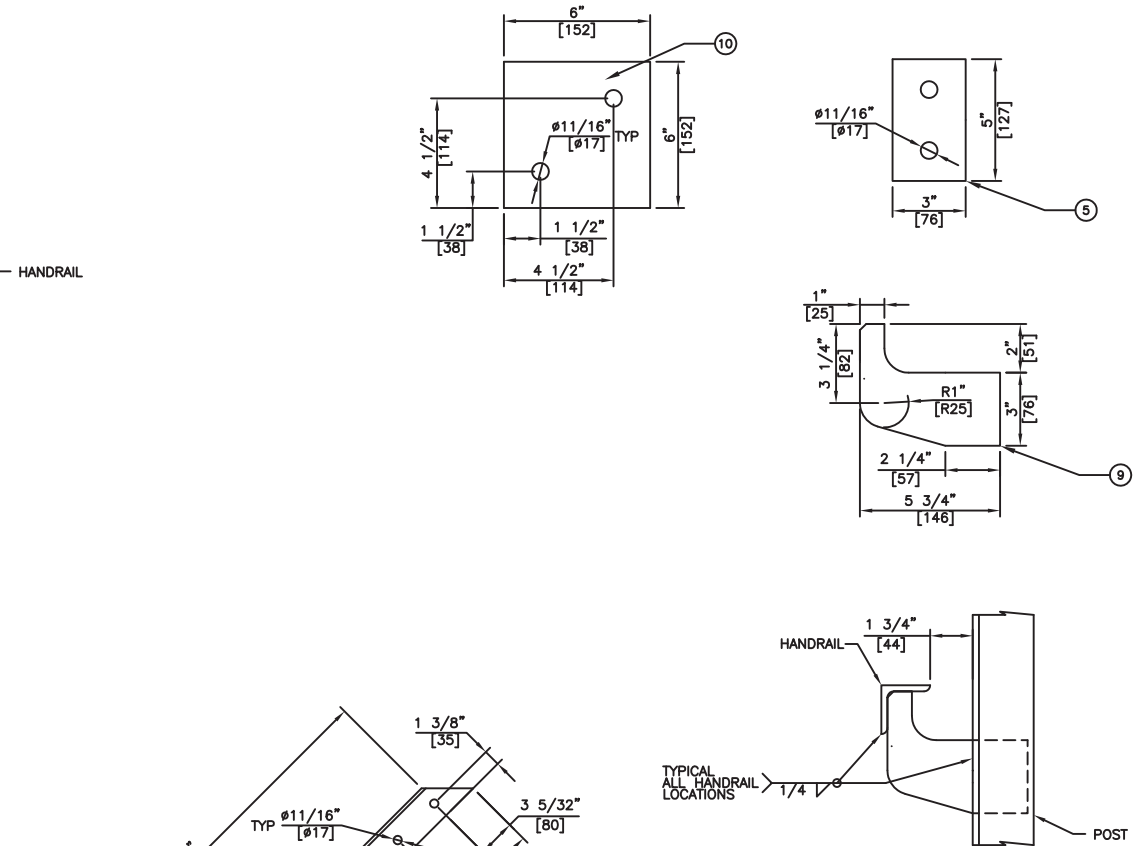 6"
[152]
10
4 1/2"
[114]
ø11/16"
[ø17]
TYP
6"
[152]
1 1/2"
[38]
1 1/2"
[38]
4 1/2"
[114]
ø11/16"
[ø17]
5"
[127]
3"
[76]
5
HANDRAIL
1"
[25]
3 1/4"
[82]
2"
[51]
R1"
[R25]
3"
[76]
2 1/4"
[57]
9
5 3/4"
[146]
1 3/4"
[44]
HANDRAIL
TYPICAL
ALL HANDRAIL
LOCATIONS
1/4
POST
1 3/8"
[35]
TYP
ø11/16"
[ø17]
3 5/32"
[80]